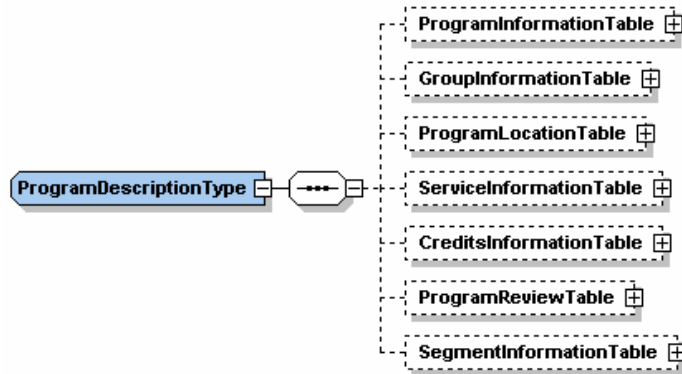 ProgramInformationTable
GroupInformationTable
ProgramLocationTable
ProgramDescriptionType
ServiceInformationTable
CreditsInformationTable
ProgramReviewTable
SegmentInformationTable